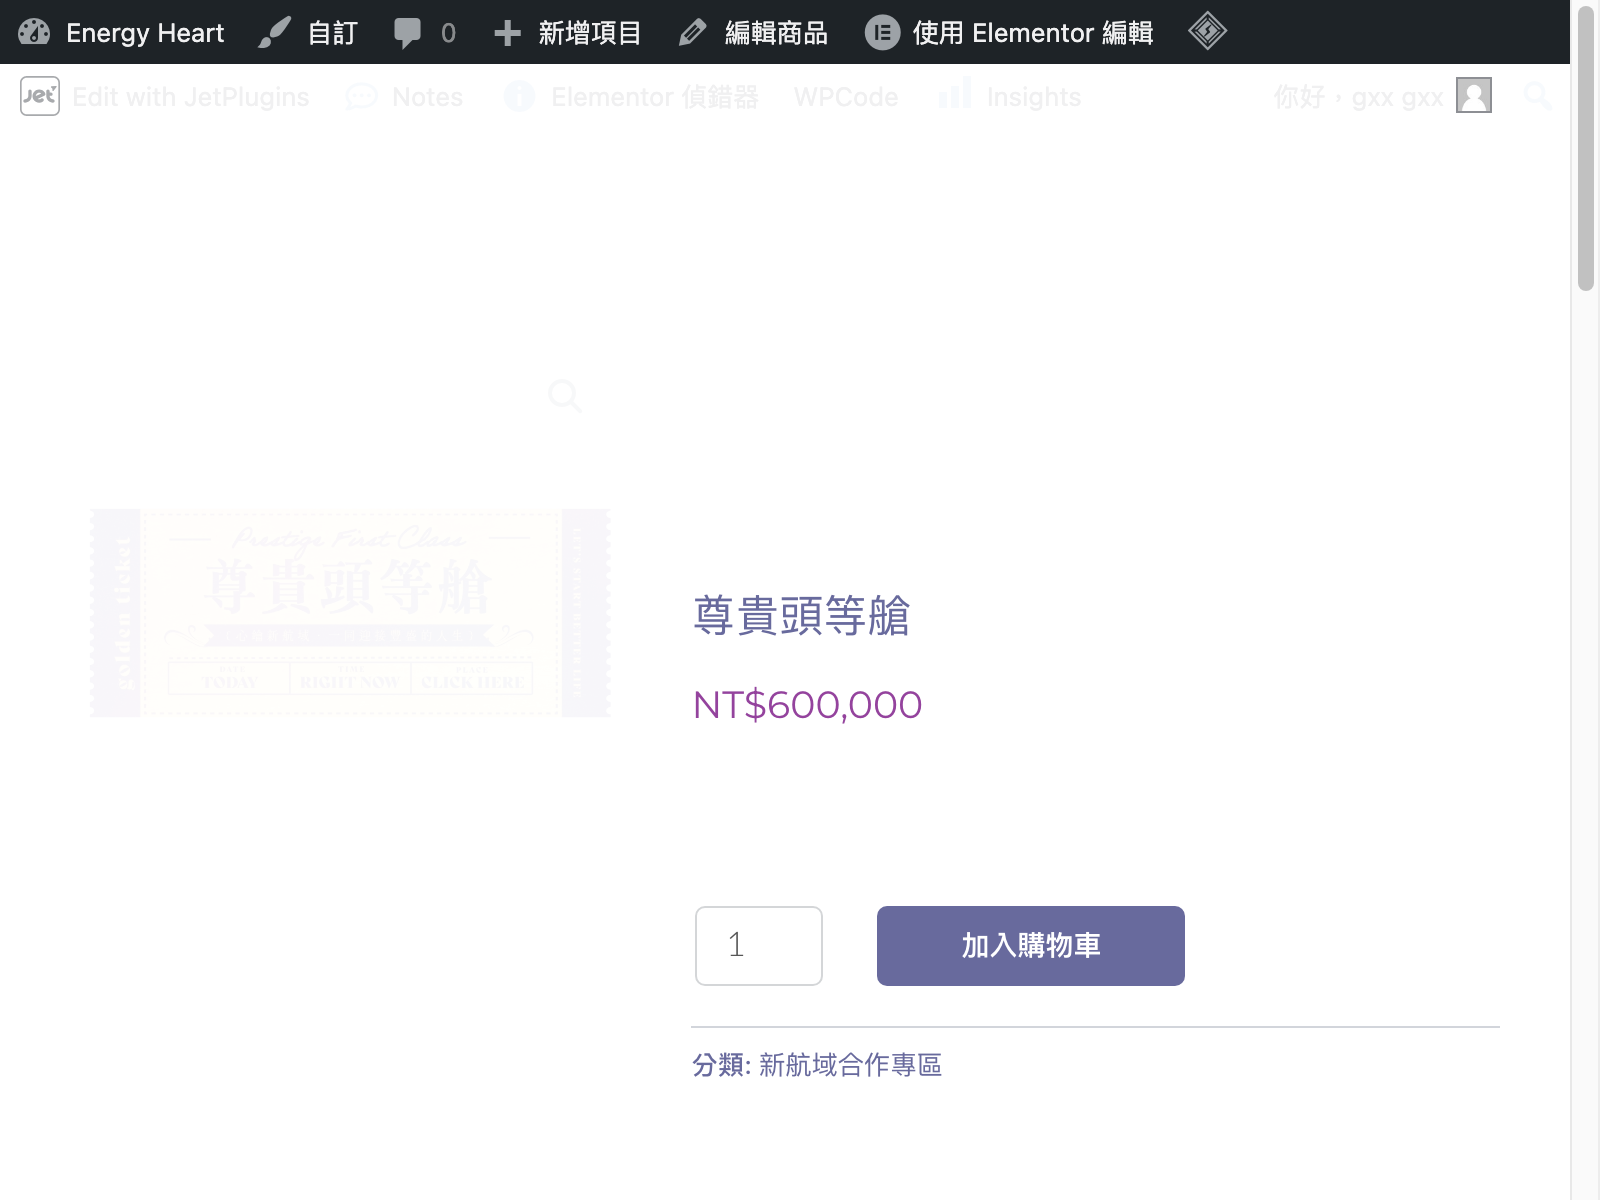 Energy Heart 自訂 0 新增項目 編輯商品 使用 Elementor 編輯
Jet Edit with JetPlugins Notes Elementor 偵錯器 WPCode Insights 你好，gxx gxx
Prestige First Class
尊貴頭等艙
golden ticket
TODAY RIGHT NOW CLICK HERE
尊貴頭等艙
NT$600,000
1 加入購物車
分類: 新航域合作專區